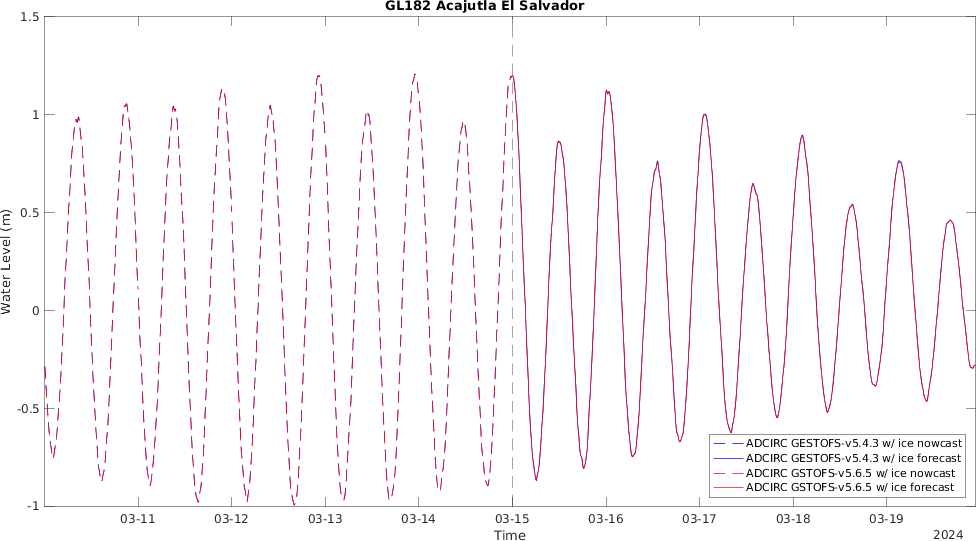 GL182 Acajutla El Salvador
1.5
1
0.5
0
-0.5
-1
Water Level (m)
ADCIRC GESTOFS-v5.4.3 w/ ice nowcast
ADCIRC GESTOFS-v5.4.3 w/ ice forecast
ADCIRC GSTOFS-v5.6.5 w/ ice nowcast
ADCIRC GSTOFS-v5.6.5 w/ ice forecast
03-11 03-12 03-13 03-14 03-15 03-16 03-17 03-18 03-19
Time
2024